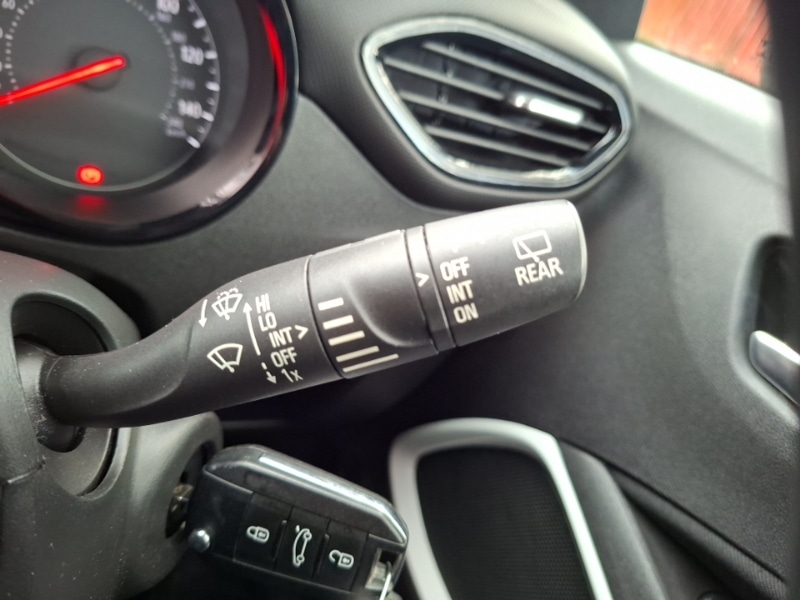 100
120
140
HI
LO
INT
OFF
1x
OFF
INT
ON
REAR